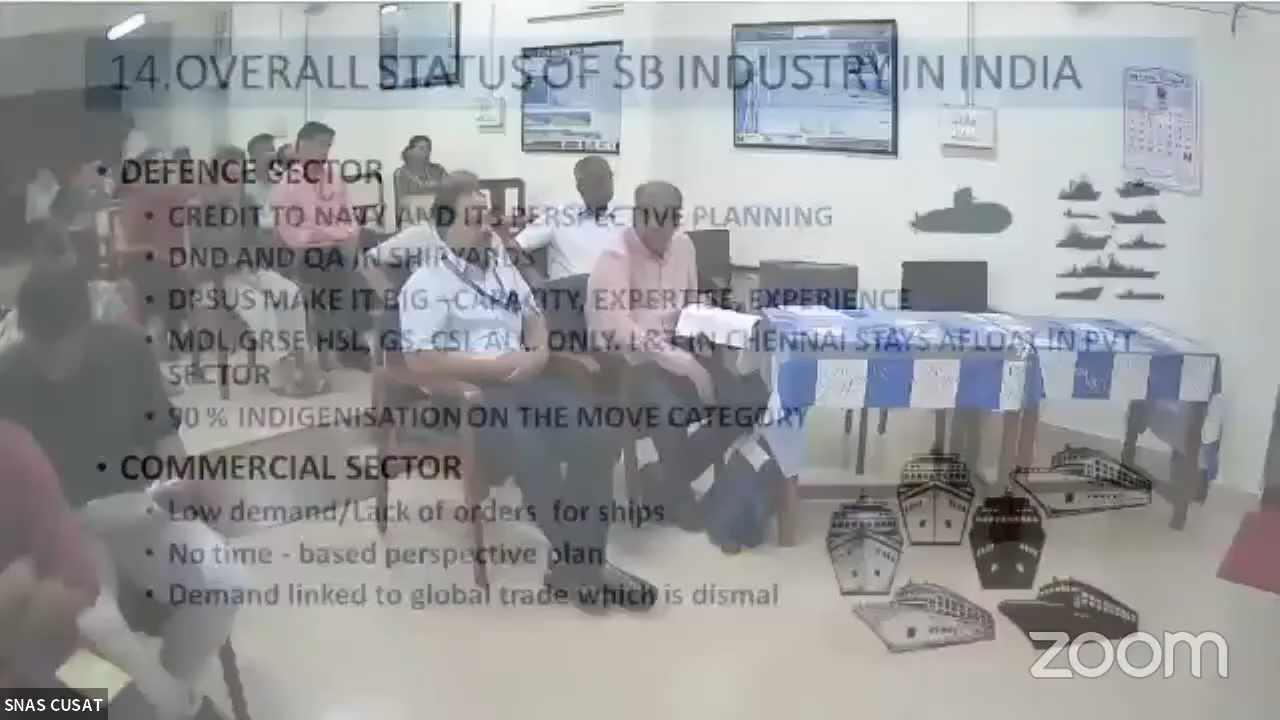 14.OVERALL STATUS OF SB INDUSTRY IN INDIA
• DEFENCE SECTOR
• CREDIT TO NAVY AND ITS PERSPECTIVE PLANNING
• DND AND QA IN SHIPYARDS
• DPSUS MAKE IT BIG - CAPACITY, EXPERTISE, EXPERIENCE
• MDL,GRSE HSL, GS, CSL ALL ONLY. L&T IN CHENNAI STAYS AFLOAT IN PVT
SECTOR
• 90 % INDIGENISATION ON THE MOVE CATEGORY
• COMMERCIAL SECTOR
• Low demand/Lack of orders for ships
• No time - based perspective plan
• Demand linked to global trade which is dismal
zoom
SNAS CUSAT